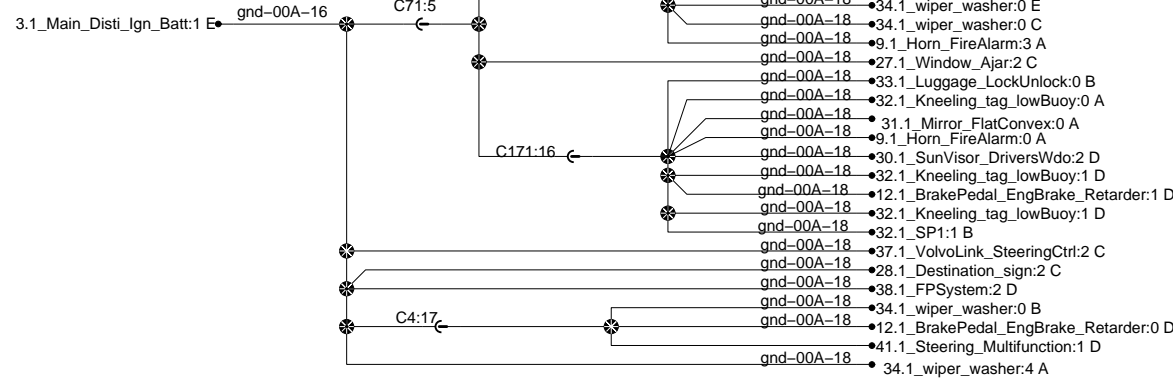 gnd-00A-18
34.1_wiper_washer:0 E
3.1_Main_Disti_Ign_Batt:1 E
gnd-00A-16
C71:5
gnd-00A-18
34.1_wiper_washer:0 C
gnd-00A-18
9.1_Horn_FireAlarm:3 A
gnd-00A-18
27.1_Window_Ajar:2 C
gnd-00A-18
33.1_Luggage_LockUnlock:0 B
gnd-00A-18
32.1_Kneeling_tag_lowBuoy:0 A
gnd-00A-18
31.1_Mirror_FlatConvex:0 A
gnd-00A-18
9.1_Horn_FireAlarm:0 A
C171:16
gnd-00A-18
30.1_SunVisor_DriversWdo:2 D
gnd-00A-18
32.1_Kneeling_tag_lowBuoy:1 D
gnd-00A-18
12.1_BrakePedal_EngBrake_Retarder:1 D
gnd-00A-18
32.1_Kneeling_tag_lowBuoy:1 D
gnd-00A-18
32.1_SP1:1 B
gnd-00A-18
37.1_VolvoLink_SteeringCtrl:2 C
gnd-00A-18
28.1_Destination_sign:2 C
gnd-00A-18
38.1_FPSystem:2 D
gnd-00A-18
34.1_wiper_washer:0 B
C4:17
gnd-00A-18
12.1_BrakePedal_EngBrake_Retarder:0 D
41.1_Steering_Multifunction:1 D
gnd-00A-18
34.1_wiper_washer:4 A